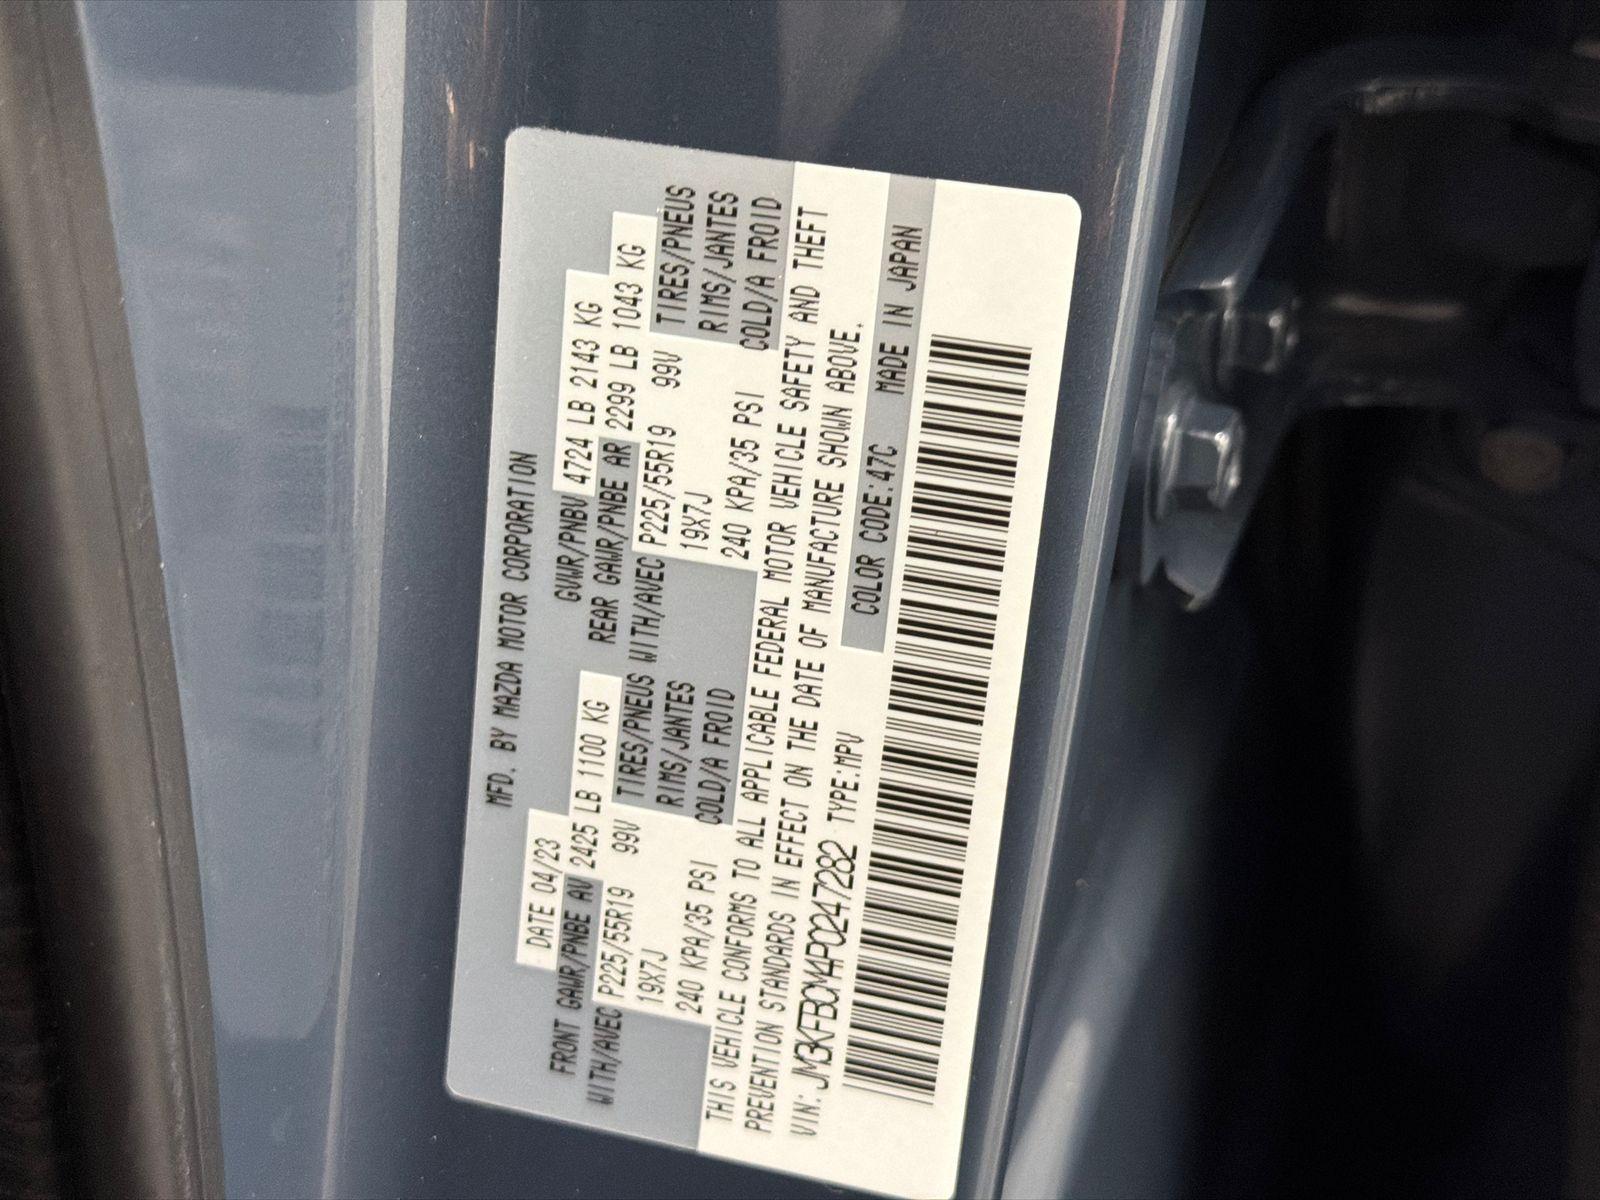 MFD. BY MAZDA MOTOR CORPORATION
DATE 04/23 GVWR/PNBV 4724 LB 2143 KG
FRONT GAWR/PNBE AV 2425 LB 1100 KG REAR GAWR/PNBE AR 2299 LB 1043 KG
WITH/AVEC P225/55R19 99V TIRES/PNEUS WITH/AVEC P225/55R19 99V TIRES/PNEUS
19X7J RIMS/JANTES 19X7J RIMS/JANTES
240 KPA/35 PSI COLD/A FROID 240 KPA/35 PSI COLD/A FROID
THIS VEHICLE CONFORMS TO ALL APPLICABLE FEDERAL MOTOR VEHICLE SAFETY AND THEFT
PREVENTION STANDARDS IN EFFECT ON THE DATE OF MANUFACTURE SHOWN ABOVE.
VIN: JM3KFBCM4P0247282 TYPE:MPV COLOR CODE:47C MADE IN JAPAN